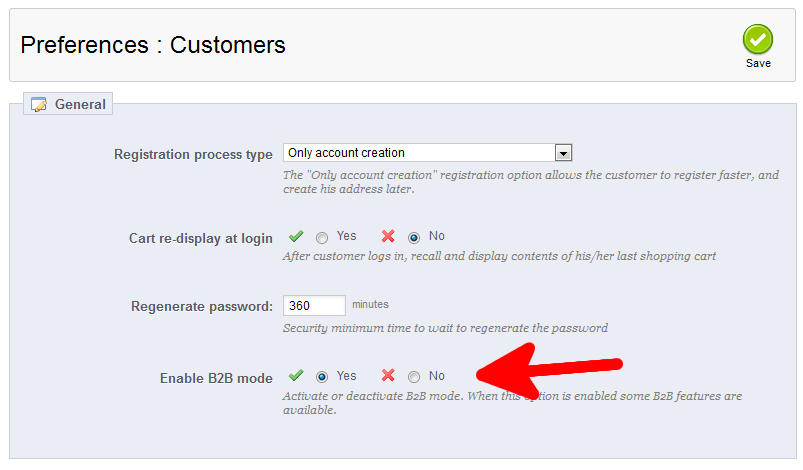 Preferences : Customers
Save
General
Registration process type
Only account creation
The "Only account creation" registration option allows the customer to register faster, and
create his address later.
Cart re-display at login
Yes
No
After customer logs in, recall and display contents of his/her last shopping cart
Regenerate password:
360
minutes
Security minimum time to wait to regenerate the password
Enable B2B mode
Yes
No
Activate or deactivate B2B mode. When this option is enabled some B2B features are
available.